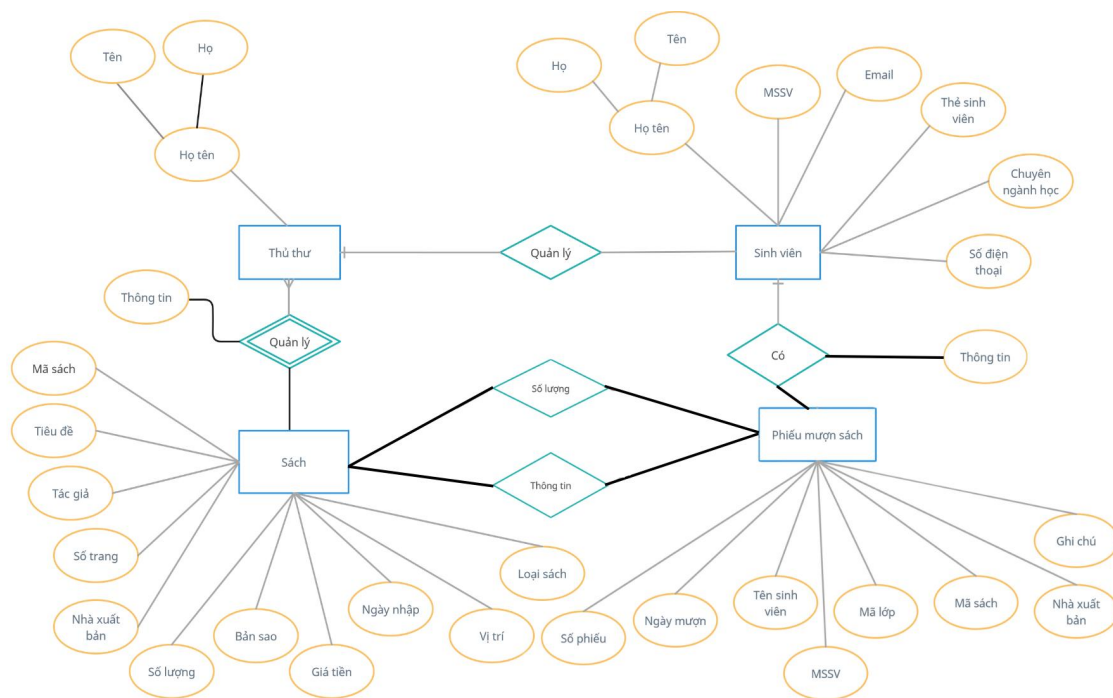 Họ
Tên
Tên
Họ
Email
MSSV
Thẻ sinh
viên
Họ tên
Họ tên
Chuyên
ngành học
Thủ thư
Quản lý
Sinh viên
Số điện
thoại
Thông tin
Quản lý
Có
Thông tin
Mã sách
Số lượng
Tiêu đề
Phiếu mượn sách
Sách
Thông tin
Tác giả
Số trang
Ghi chú
Loại sách
Nhà xuất
bản
Bản sao
Ngày nhập
Vị trí
Số lượng
Giá tiền
Số phiếu
Ngày mượn
Tên sinh
viên
Mã lớp
Mã sách
Nhà xuất
bản
MSSV